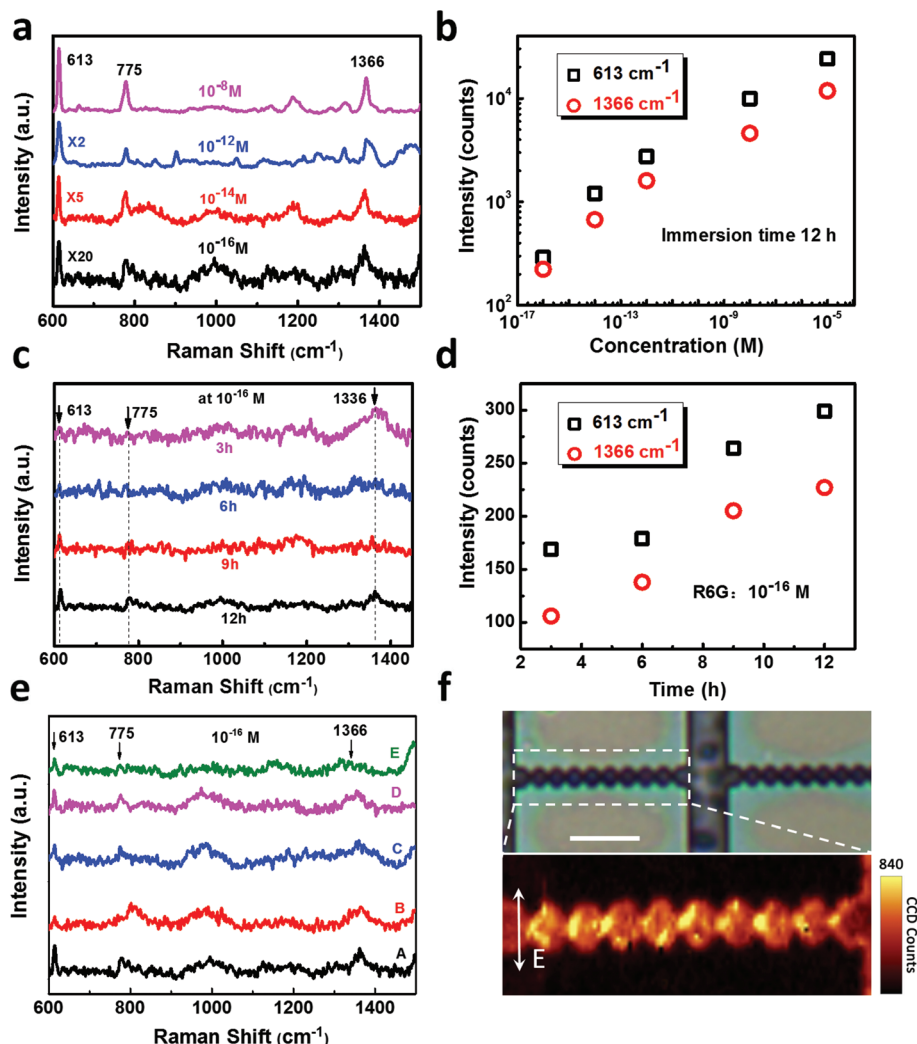 a
613
775
1366
10⁻⁸M
X2
10⁻¹²M
X5
10⁻¹⁴M
X20
10⁻¹⁶M
Intensity (a.u.)
600 800 1000 1200 1400
Raman Shift (cm⁻¹)
b
613 cm⁻¹
1366 cm⁻¹
Immersion time 12 h
Intensity (counts)
10⁴
10³
10²
10⁻¹⁷ 10⁻¹³ 10⁻⁹ 10⁻⁵
Concentration (M)
c
613 775 at 10⁻¹⁶ M 1336
3h
6h
9h
12h
Intensity (a.u.)
600 800 1000 1200 1400
Raman Shift (cm⁻¹)
d
613 cm⁻¹
1366 cm⁻¹
R6G: 10⁻¹⁶ M
Intensity (counts)
300
250
200
150
100
2 4 6 8 10 12
Time (h)
e
613 775 10⁻¹⁶ M 1366
E
D
C
B
A
Intensity (a.u.)
600 800 1000 1200 1400
Raman Shift (cm⁻¹)
f
E
840
CCD Counts